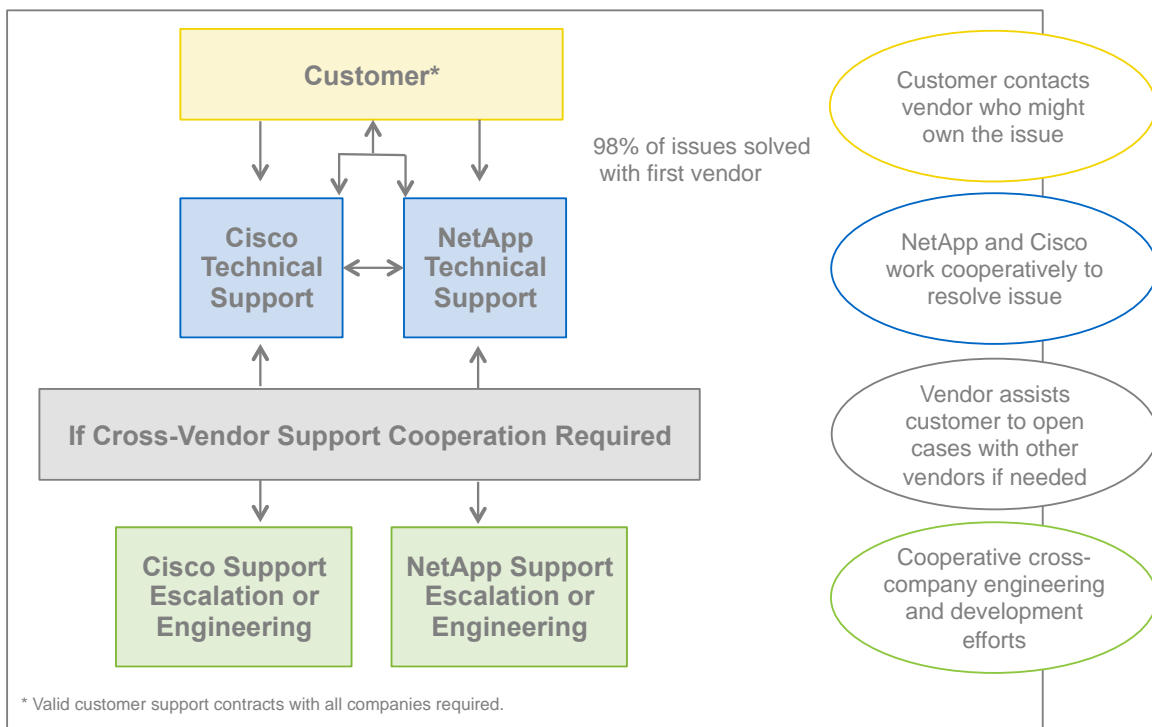 Customer*
98% of issues solved
with first vendor
Customer contacts
vendor who might
own the issue
Cisco
Technical
Support
NetApp
Technical
Support
NetApp and Cisco
work cooperatively to
resolve issue
If Cross-Vendor Support Cooperation Required
Vendor assists
customer to open
cases with other
vendors if needed
Cisco Support
Escalation or
Engineering
NetApp Support
Escalation or
Engineering
Cooperative cross-
company engineering
and development
efforts
* Valid customer support contracts with all companies required.